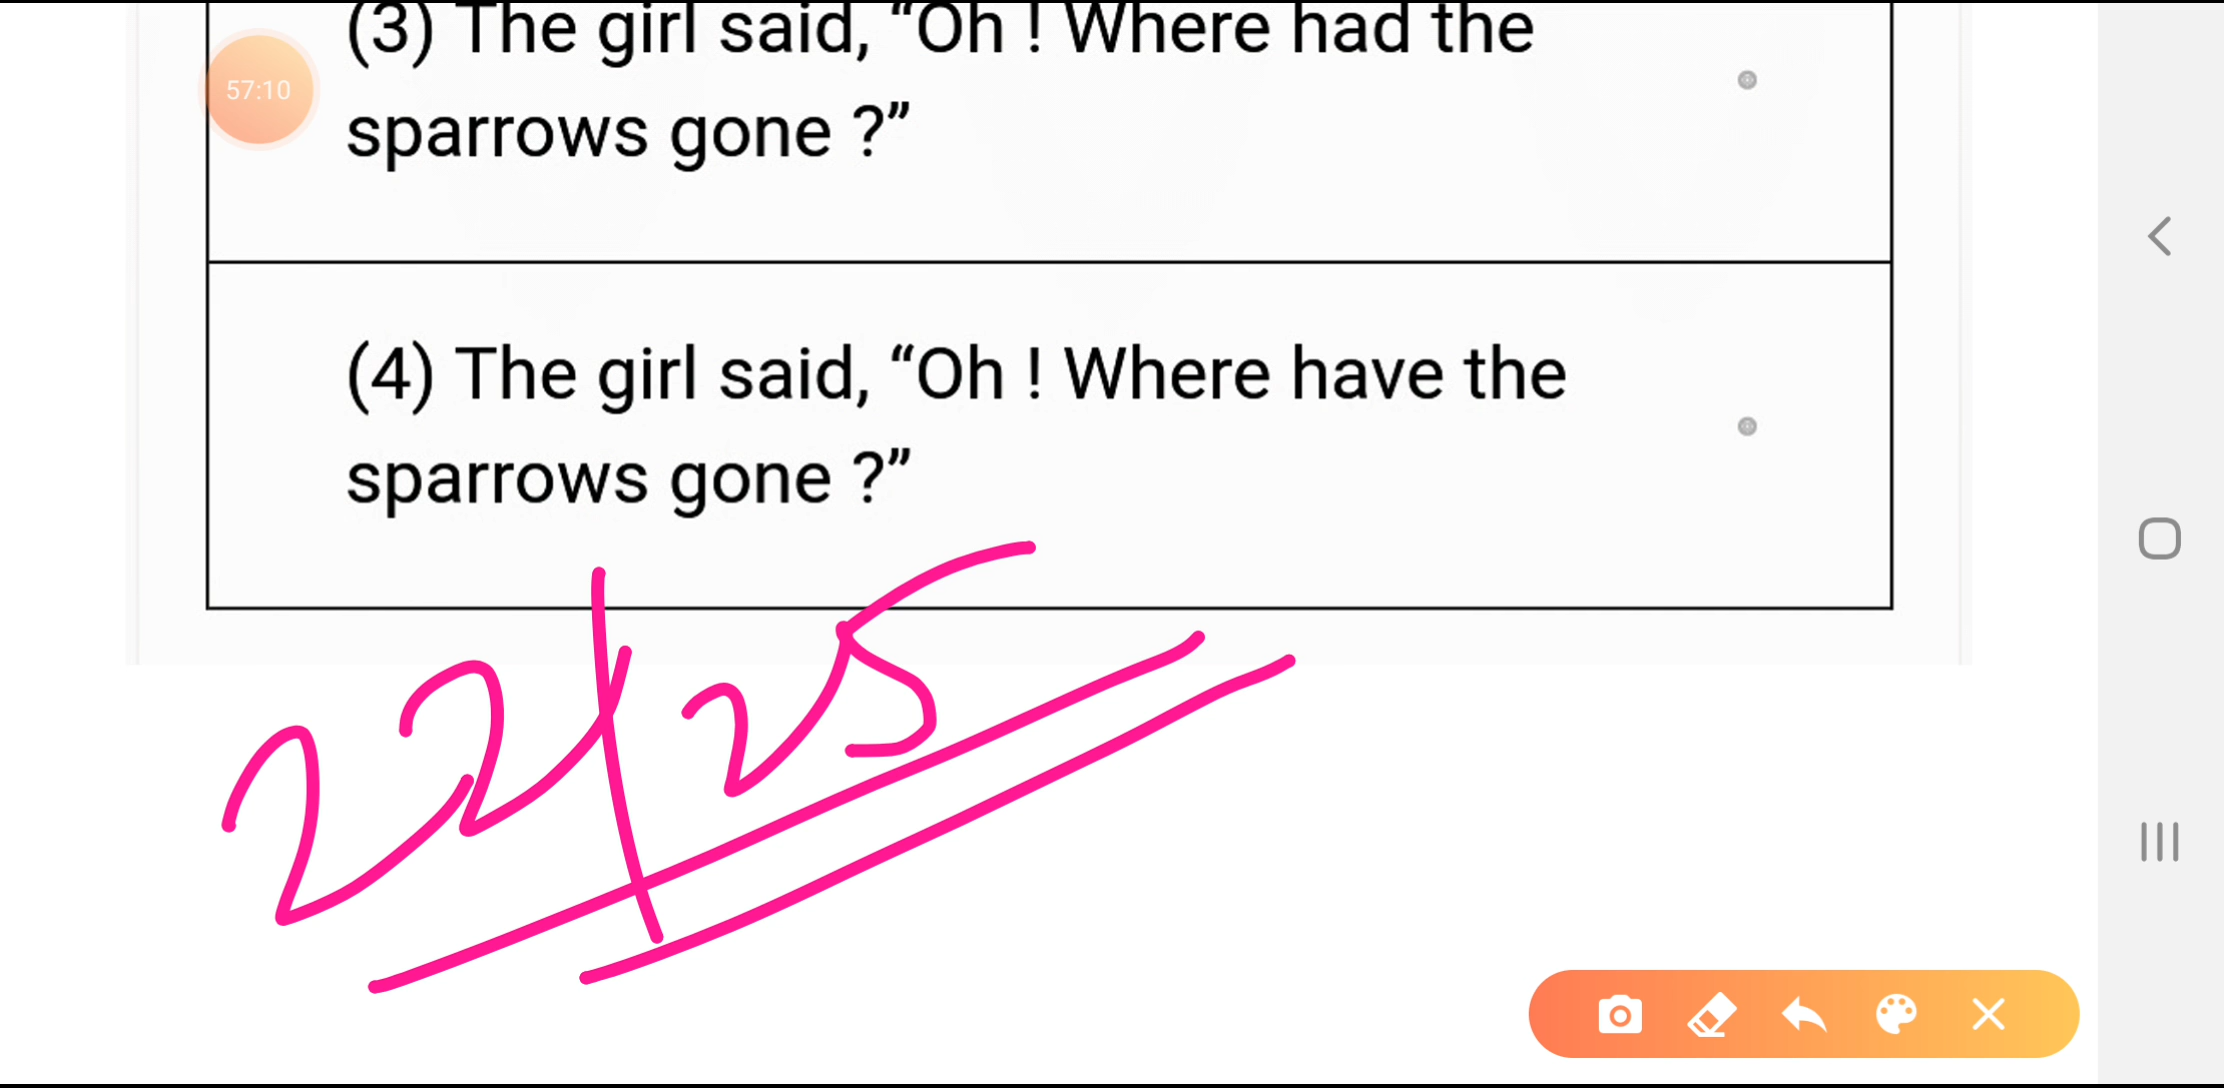 (3) The girl said, “Oh ! Where had the
57:10
sparrows gone ?”
(4) The girl said, “Oh ! Where have the
sparrows gone ?”
22/25